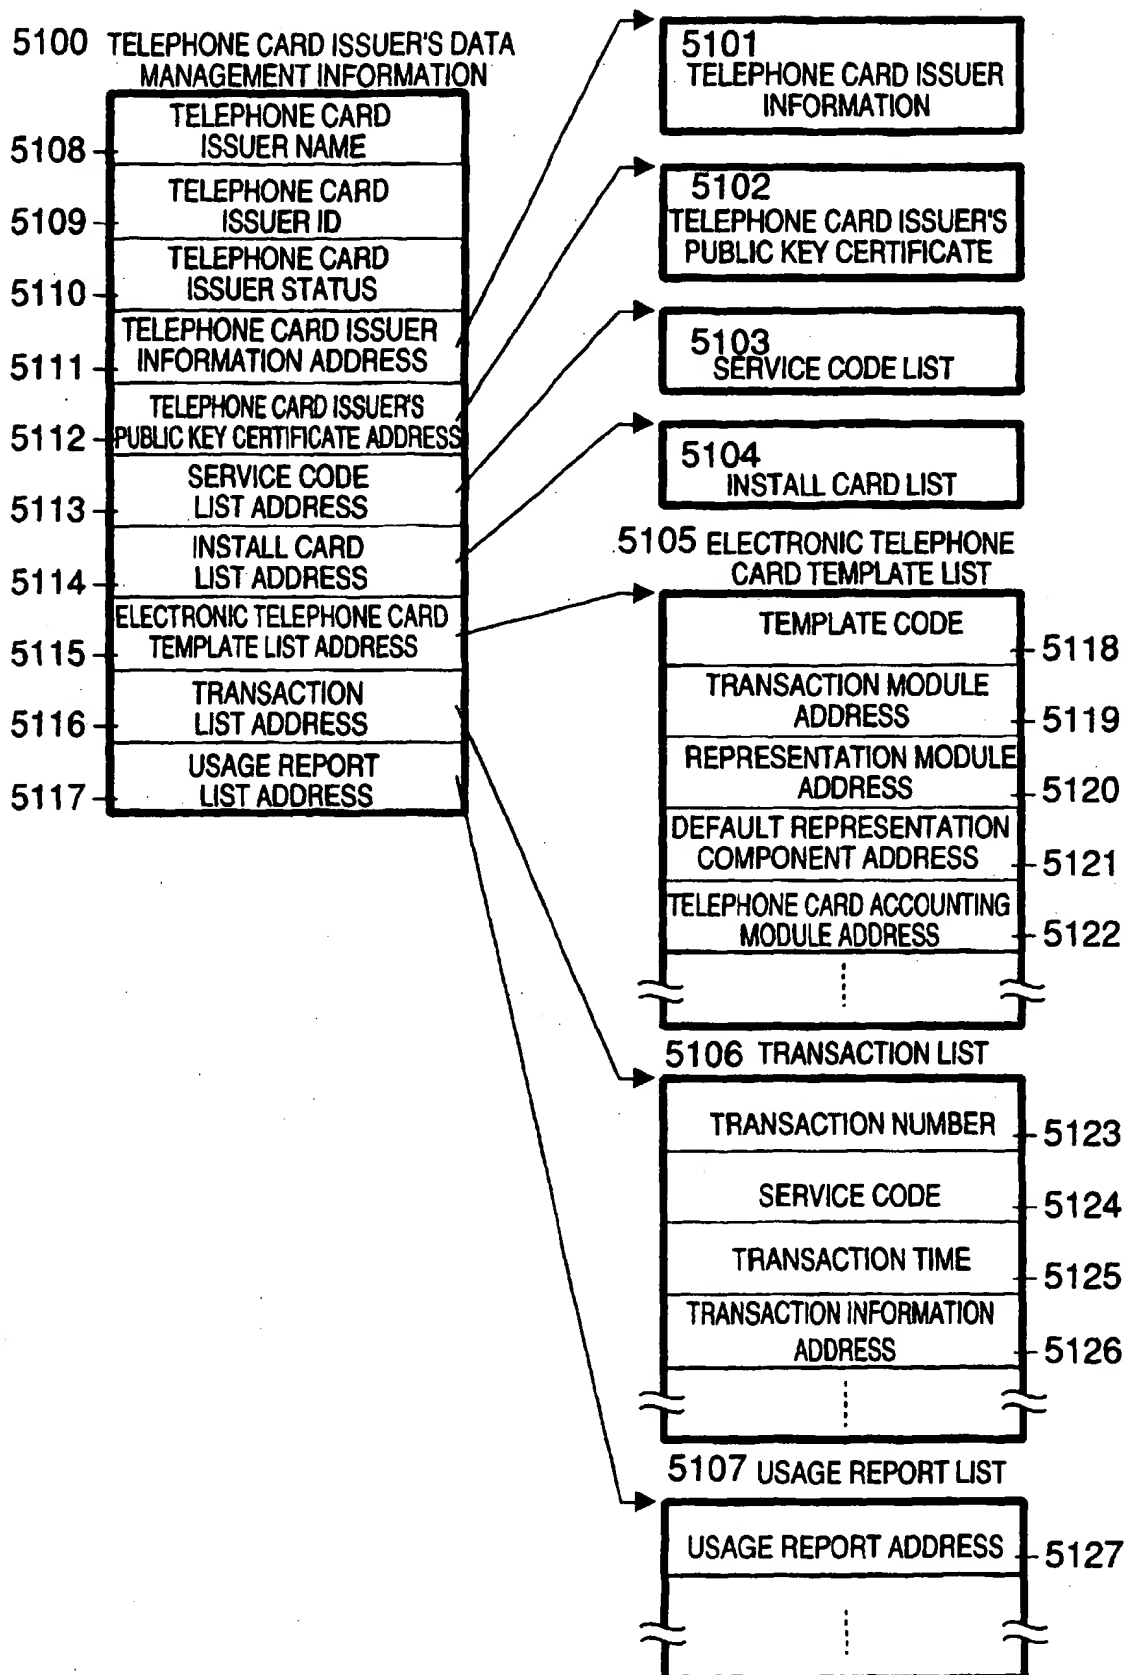 5100 TELEPHONE CARD ISSUER'S DATA
MANAGEMENT INFORMATION
TELEPHONE CARD
ISSUER NAME
5108
TELEPHONE CARD
ISSUER ID
5109
TELEPHONE CARD
ISSUER STATUS
5110
TELEPHONE CARD ISSUER
INFORMATION ADDRESS
5111
TELEPHONE CARD ISSUER'S
PUBLIC KEY CERTIFICATE ADDRESS
5112
SERVICE CODE
LIST ADDRESS
5113
INSTALL CARD
LIST ADDRESS
5114
ELECTRONIC TELEPHONE CARD
TEMPLATE LIST ADDRESS
5115
TRANSACTION
LIST ADDRESS
5116
USAGE REPORT
LIST ADDRESS
5117
5101
TELEPHONE CARD ISSUER
INFORMATION
5102
TELEPHONE CARD ISSUER'S
PUBLIC KEY CERTIFICATE
5103
SERVICE CODE LIST
5104
INSTALL CARD LIST
5105 ELECTRONIC TELEPHONE
CARD TEMPLATE LIST
TEMPLATE CODE
5118
TRANSACTION MODULE
ADDRESS
5119
REPRESENTATION MODULE
ADDRESS
5120
DEFAULT REPRESENTATION
COMPONENT ADDRESS
5121
TELEPHONE CARD ACCOUNTING
MODULE ADDRESS
5122
5106 TRANSACTION LIST
TRANSACTION NUMBER
5123
SERVICE CODE
5124
TRANSACTION TIME
5125
TRANSACTION INFORMATION
ADDRESS
5126
5107 USAGE REPORT LIST
USAGE REPORT ADDRESS
5127